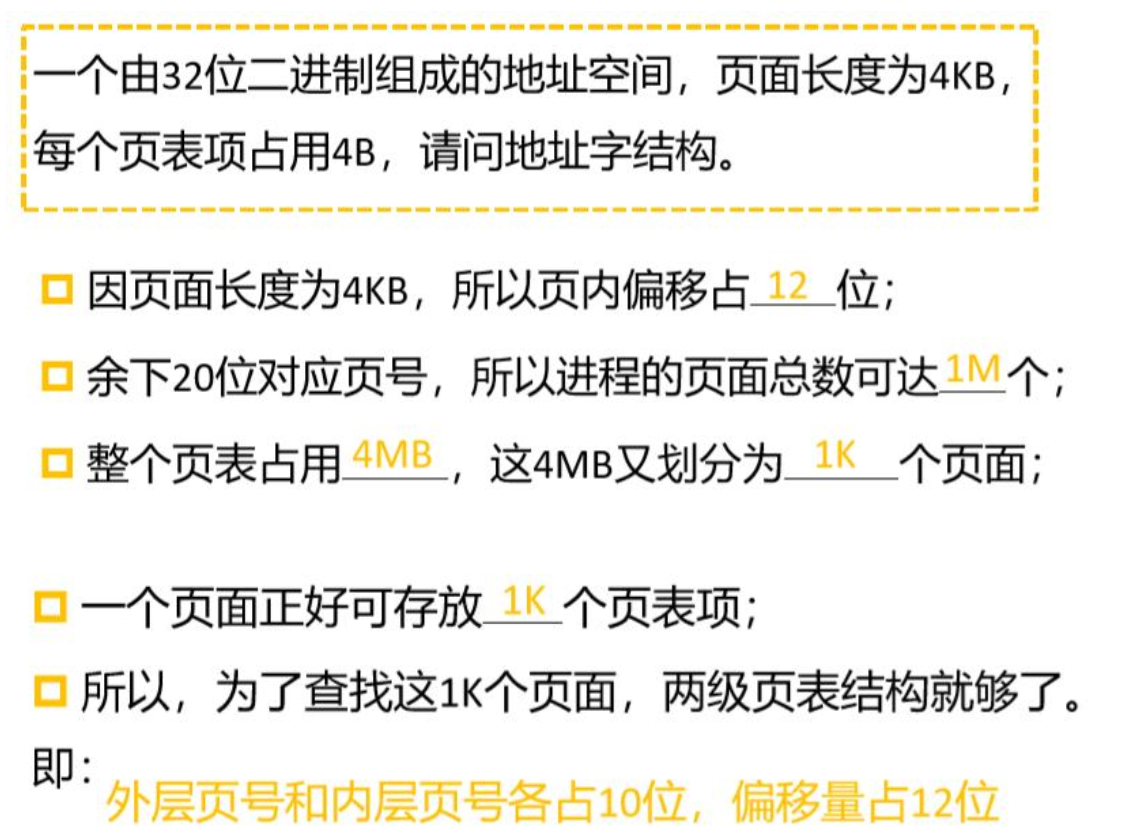 一个由32位二进制组成的地址空间，页面长度为4KB，
每个页表项占用4B，请问地址字结构。
因页面长度为4KB，所以页内偏移占 12 位；
余下20位对应页号，所以进程的页面总数可达1M个；
整个页表占用4MB，这4MB又划分为 1K 个页面；
一个页面正好可存放 1K 个页表项；
所以，为了查找这1K个页面，两级页表结构就够了。
即：
外层页号和内层页号各占10位，偏移量占12位